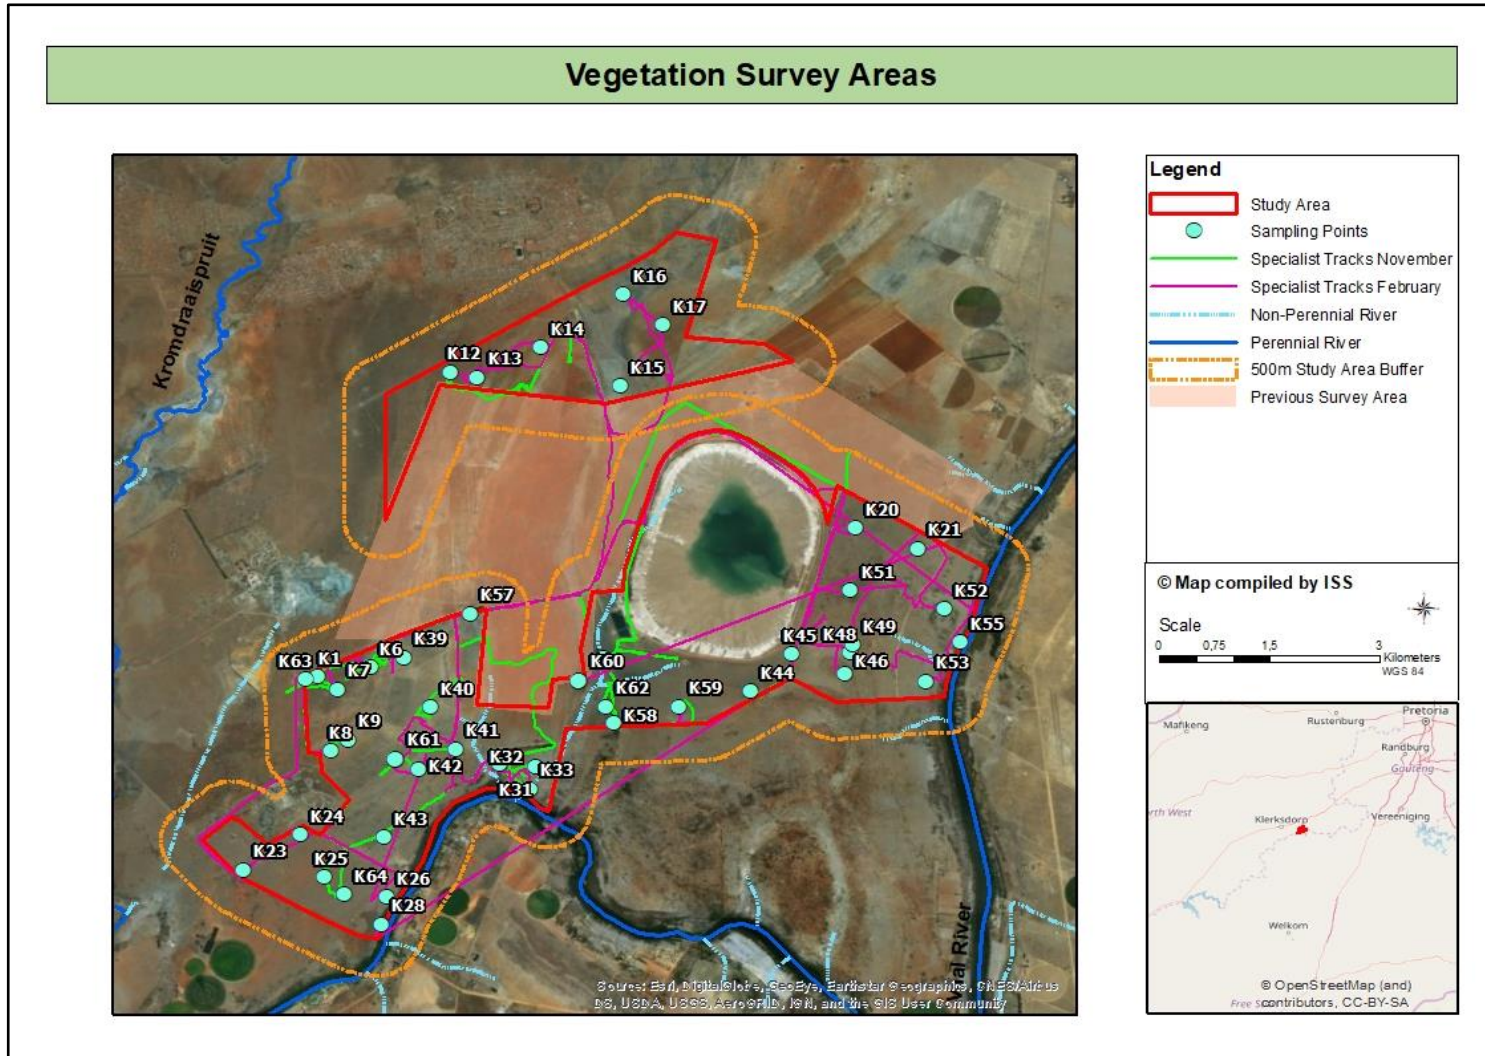 Vegetation Survey Areas
Kromdraaispruit
K16
K17
K14
K12
K13
K15
K20
K21
K51
K52
K57
K55
K49
K48
K45
K39
K6
K1
K63
K7
K60
K46
K53
K44
K40
K62
K59
K58
K9
K8
K41
K61
K32
K42
K33
K31
K24
K43
K23
K25
K64
K26
K28
al River
Source: Esri, DigitalGlobe, GeoEye, Earthstar Geographics, CNES/Airbus
DS, USDA, USGS, AeroGRID, IGN, and the GIS User Community
Legend
Study Area
Sampling Points
Specialist Tracks November
Specialist Tracks February
Non-Perennial River
Perennial River
500m Study Area Buffer
Previous Survey Area
© Map compiled by ISS
Scale
0 0,75 1,5 3
Kilometers
WGS 84
Pretoria
Mafikeng
Rustenburg
Randburg
Gauteng
rth West
Klerksdorp
Vereeniging
Welkom
© OpenStreetMap (and)
Free S contributors, CC-BY-SA